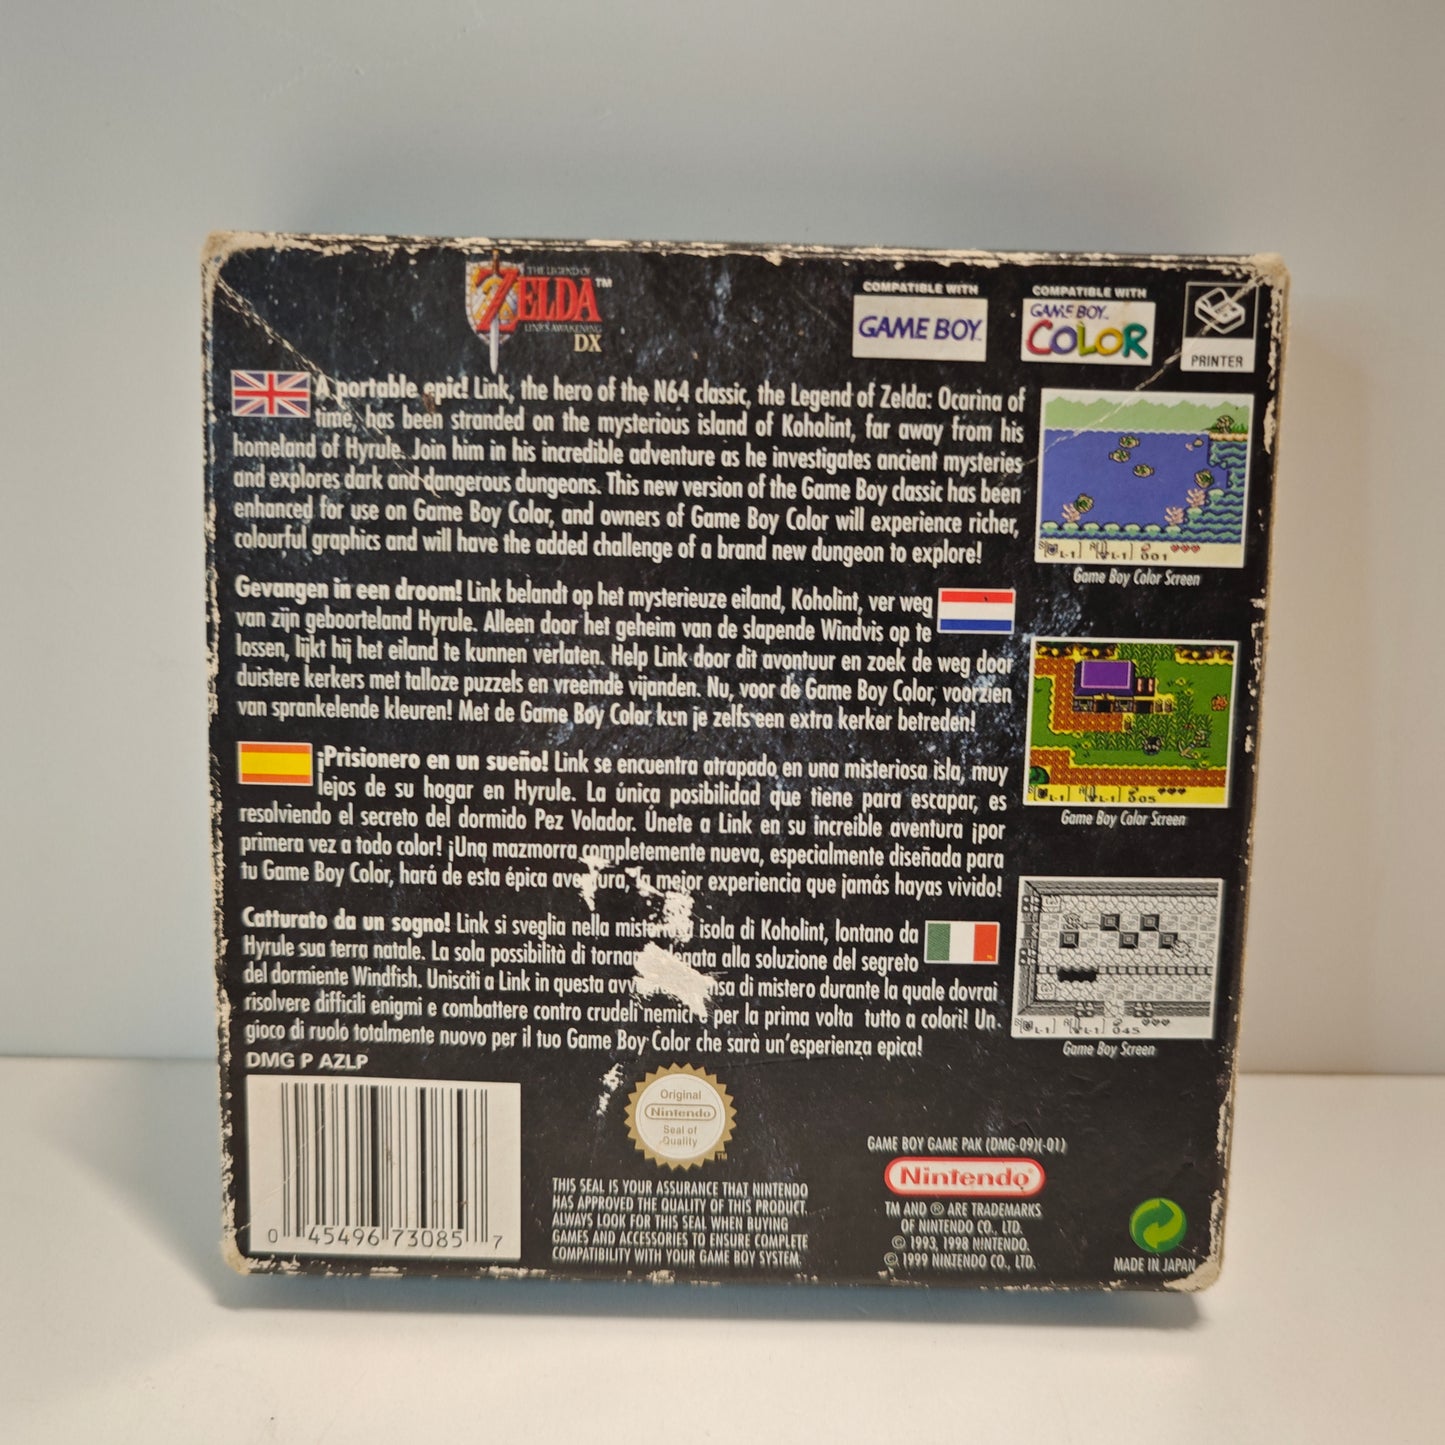 THE LEGEND OF
ZELDA™
LINK'S AWAKENING
DX
COMPATIBLE WITH
GAME BOY™
COMPATIBLE WITH
GAME BOY
COLOR
PRINTER
A portable epic! Link, the hero of the N64 classic, the Legend of Zelda: Ocarina of
time, has been stranded on the mysterious island of Koholint, far away from his
homeland of Hyrule. Join him in his incredible adventure as he investigates ancient mysteries
and explores dark and dangerous dungeons. This new version of the Game Boy classic has been
enhanced for use on Game Boy Color, and owners of Game Boy Color will experience richer,
colourful graphics and will have the added challenge of a brand new dungeon to explore!
Gevangen in een droom! Link belandt op het mysterieuze eiland, Koholint, ver weg
van zijn geboorteland Hyrule. Alleen door het geheim van de slapende Windvis op te
lossen, lijkt hij het eiland te kunnen verlaten. Help Link door dit avontuur en zoek de weg door
duistere kerkers met talloze puzzels en vreemde vijanden. Nu, voor de Game Boy Color, voorzien
van sprankelende kleuren! Met de Game Boy Color kun je zelfs een extra kerker betreden!
¡Prisionero en un sueño! Link se encuentra atrapado en una misteriosa isla, muy
lejos de su hogar en Hyrule. La única posibilidad que tiene para escapar, es
resolviendo el secreto del dormido Pez Volador. Únete a Link en su increible aventura ¡por
primera vez a todo color! ¡Una mazmorra completamente nueva, especialmente diseñada para
tu Game Boy Color, hará de esta épica aventura, la mejor experiencia que jamás hayas vivido!
Catturato da un sogno! Link si sveglia nella misteriosa isola di Koholint, lontano da
Hyrule sua terra natale. La sola possibilità di tornare legata alla soluzione del segreto
del dormiente Windfish. Unisciti a Link in questa avv nsa di mistero durante la quale dovrai
risolvere difficili enigmi e combattere contro crudeli nemici e per la prima volta tutto a colori! Un
gioco di ruolo totalmente nuovo per il tuo Game Boy Color che sarà un'esperienza epica!
L-1 L-1 001
Game Boy Color Screen
L-1 L-1 005
Game Boy Color Screen
L-1 L-1 045
Game Boy Screen
DMG P AZLP
0 45496 73085 7
Original
Nintendo
Seal of
Quality
TM
THIS SEAL IS YOUR ASSURANCE THAT NINTENDO
HAS APPROVED THE QUALITY OF THIS PRODUCT.
ALWAYS LOOK FOR THIS SEAL WHEN BUYING
GAMES AND ACCESSORIES TO ENSURE COMPLETE
COMPATIBILITY WITH YOUR GAME BOY SYSTEM.
GAME BOY GAME PAK (DMG-09)(-01)
Nintendo®
TM AND ® ARE TRADEMARKS
OF NINTENDO CO., LTD.
© 1993, 1998 NINTENDO.
© 1999 NINTENDO CO., LTD.
MADE IN JAPAN